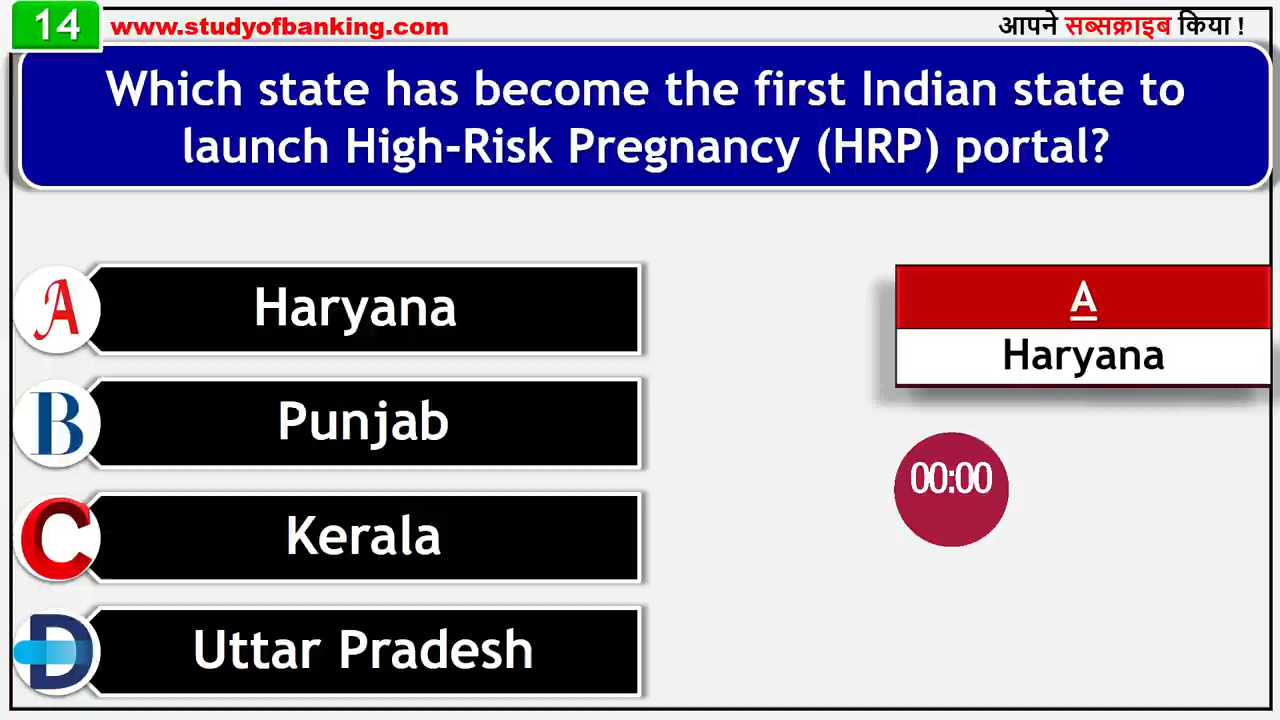 14
www.studyofbanking.com
आपने सब्सक्राइब किया !
Which state has become the first Indian state to
launch High-Risk Pregnancy (HRP) portal?
A
Haryana
B
Punjab
C
Kerala
D
Uttar Pradesh
A
Haryana
00:00